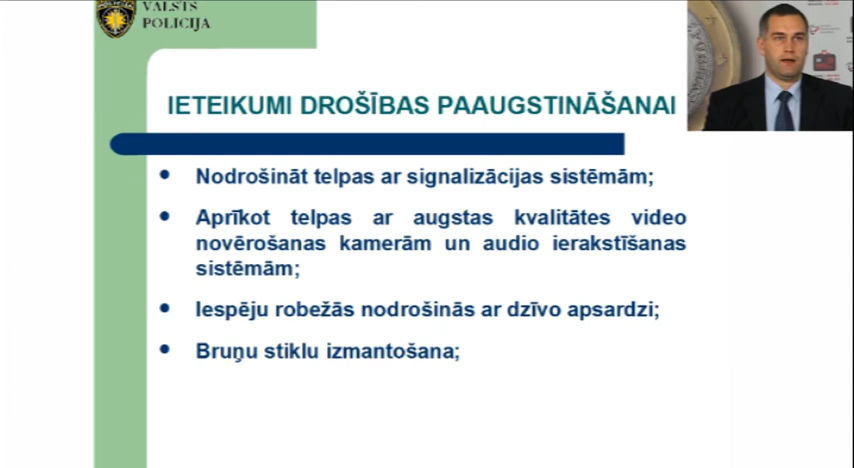 VALSTS
POLICIJA
IETEIKUMI DROŠĪBAS PAAUGSTINĀŠANAI
Nodrošināt telpas ar signalizācijas sistēmām;
Aprīkot telpas ar augstas kvalitātes video
novērošanas kamerām un audio ierakstīšanas
sistēmām;
Iespēju robežās nodrošinās ar dzīvo apsardzi;
Bruņu stiklu izmantošana;